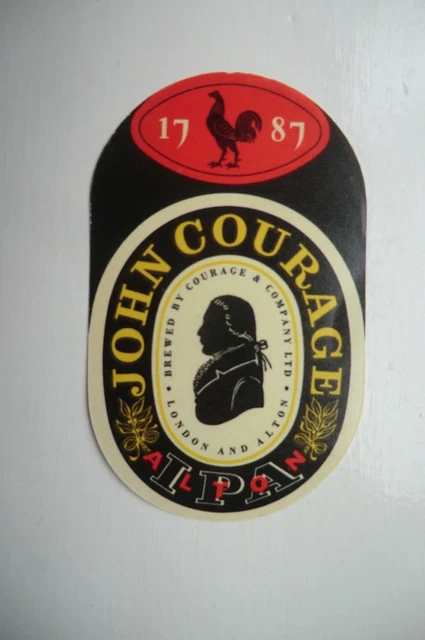 17 87
JOHN COURAGE
BREWED BY COURAGE & COMPANY LTD
LONDON AND ALTON
ALTON
IPA